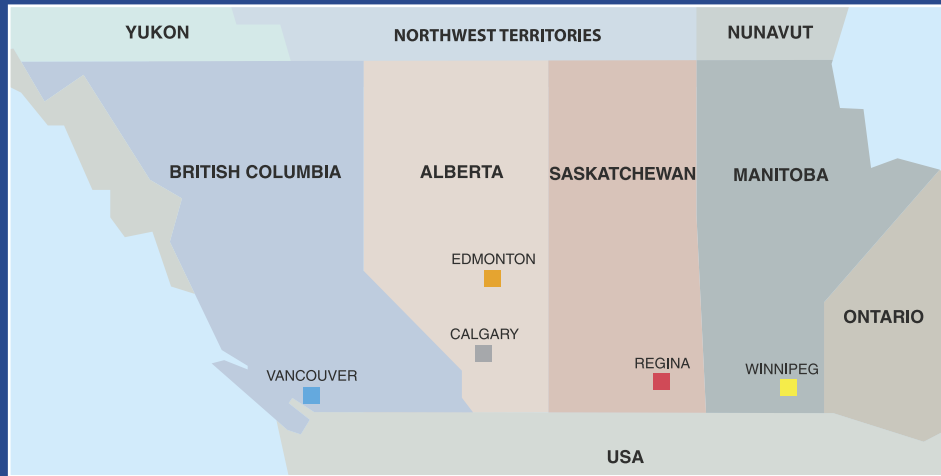 YUKON
NORTHWEST TERRITORIES
NUNAVUT
BRITISH COLUMBIA
ALBERTA
SASKATCHEWAN
MANITOBA
EDMONTON
ONTARIO
CALGARY
REGINA
WINNIPEG
VANCOUVER
USA